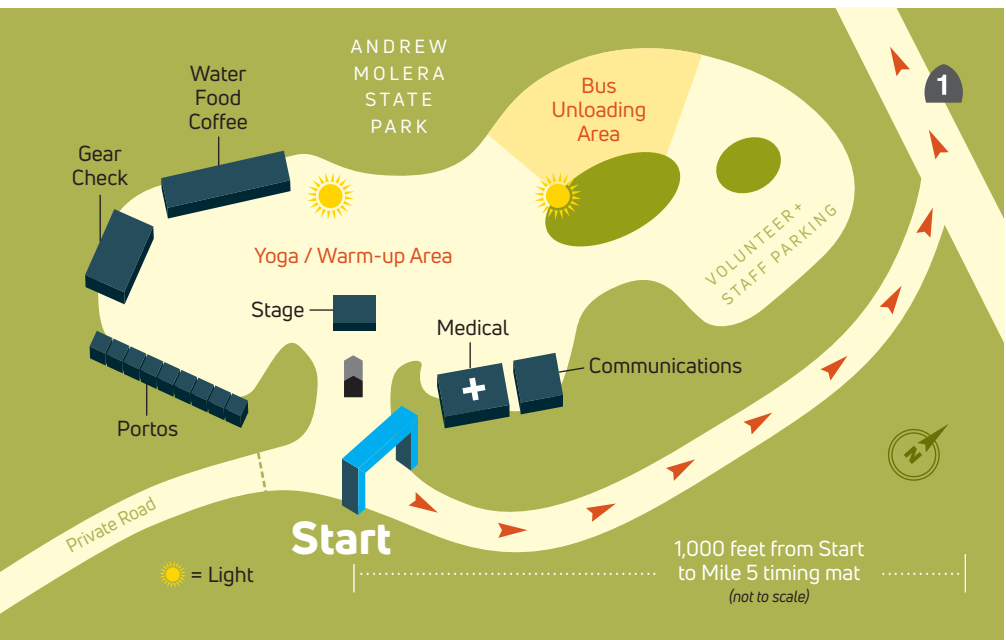 ANDREW
MOLERA
STATE
PARK
Water
Food
Coffee
Bus
Unloading
Area
1
Gear
Check
VOLUNTEER+
STAFF PARKING
Yoga / Warm-up Area
Stage
Medical
Communications
Portos
N
Private Road
Start
= Light
1,000 feet from Start
to Mile 5 timing mat
(not to scale)